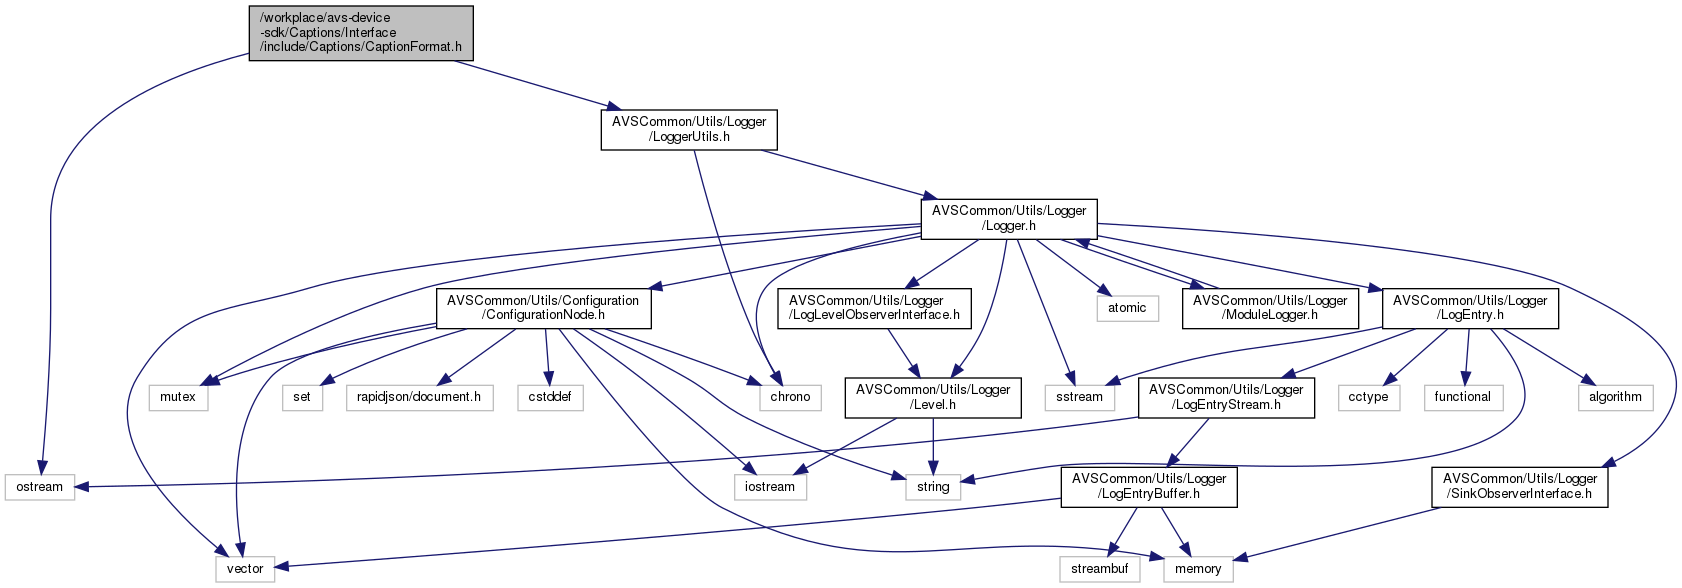 /workplace/avs-device
-sdk/Captions/Interface
/include/Captions/CaptionFormat.h
AVSCommon/Utils/Logger
/LoggerUtils.h
AVSCommon/Utils/Logger
/Logger.h
AVSCommon/Utils/Configuration
/ConfigurationNode.h
AVSCommon/Utils/Logger
/LogLevelObserverInterface.h
atomic
AVSCommon/Utils/Logger
/ModuleLogger.h
AVSCommon/Utils/Logger
/LogEntry.h
mutex
set
rapidjson/document.h
cstddef
chrono
AVSCommon/Utils/Logger
/Level.h
sstream
AVSCommon/Utils/Logger
/LogEntryStream.h
cctype
functional
algorithm
ostream
iostream
string
AVSCommon/Utils/Logger
/LogEntryBuffer.h
AVSCommon/Utils/Logger
/SinkObserverInterface.h
vector
streambuf
memory